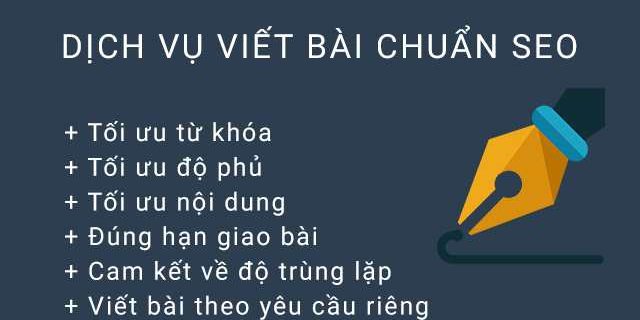 DỊCH VỤ VIẾT BÀI CHUẨN SEO
+ Tối ưu từ khóa
+ Tối ưu độ phủ
+ Tối ưu nội dung
+ Đúng hạn giao bài
+ Cam kết về độ trùng lặp
+ Viết bài theo yêu cầu riêng